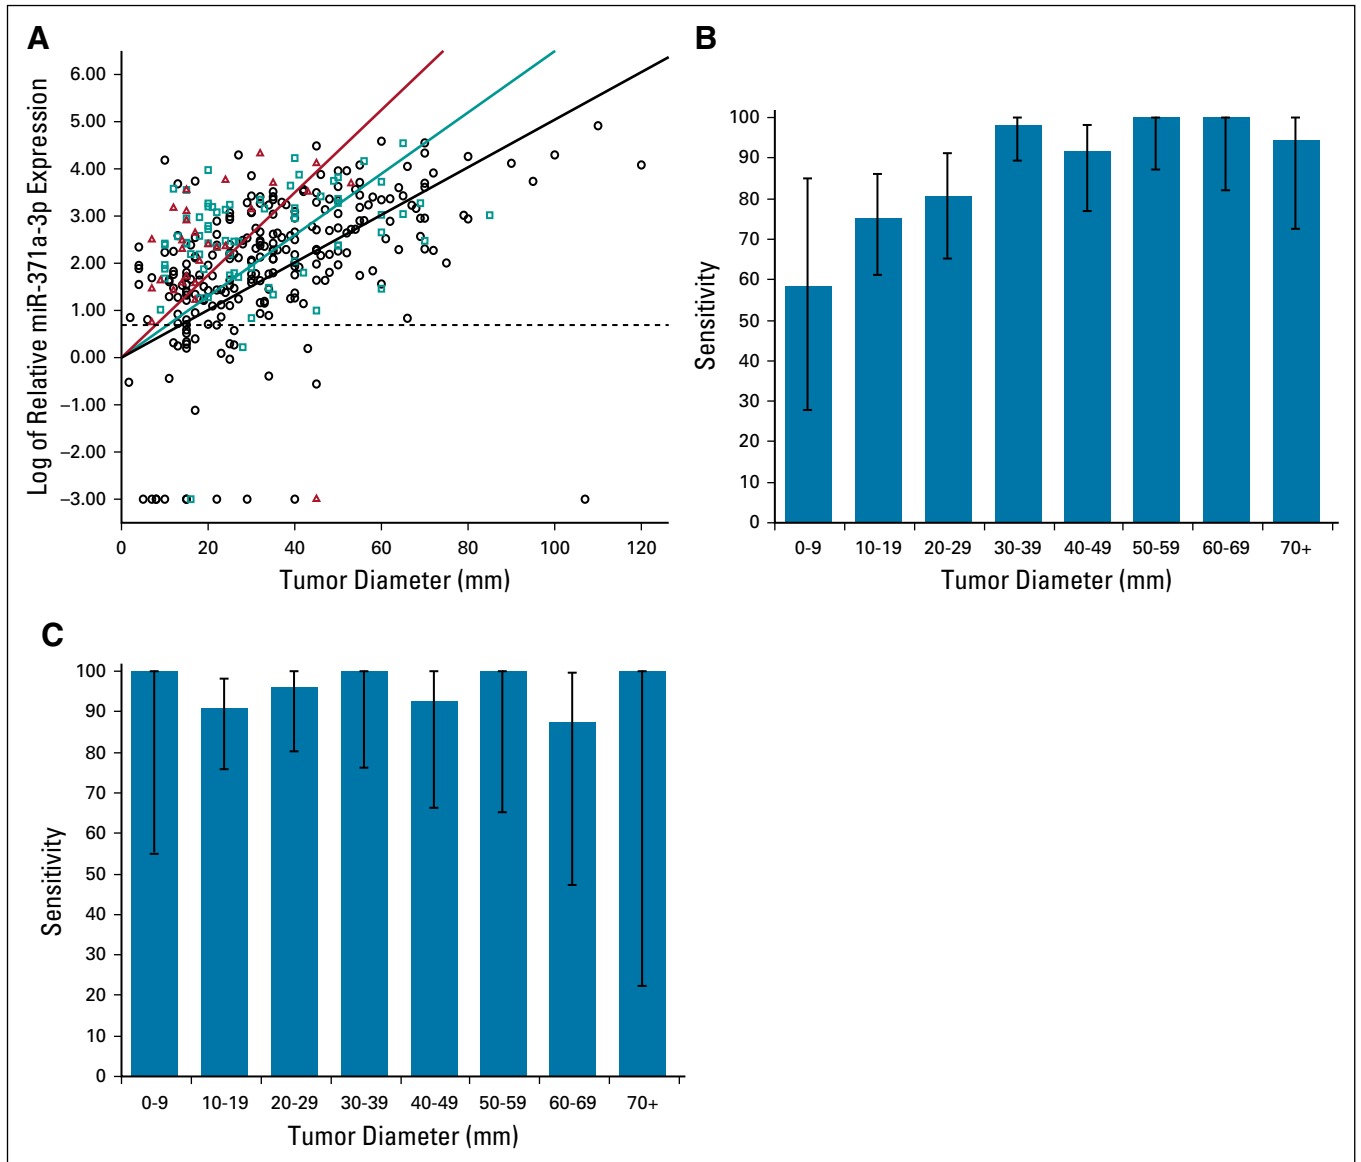 A
Log of Relative miR-371a-3p Expression
6.00
5.00
4.00
3.00
2.00
1.00
0.00
–1.00
–2.00
–3.00
0 20 40 60 80 100 120
Tumor Diameter (mm)
B
Sensitivity
100
90
80
70
60
50
40
30
20
10
0
0-9 10-19 20-29 30-39 40-49 50-59 60-69 70+
Tumor Diameter (mm)
C
Sensitivity
100
90
80
70
60
50
40
30
20
10
0
0-9 10-19 20-29 30-39 40-49 50-59 60-69 70+
Tumor Diameter (mm)